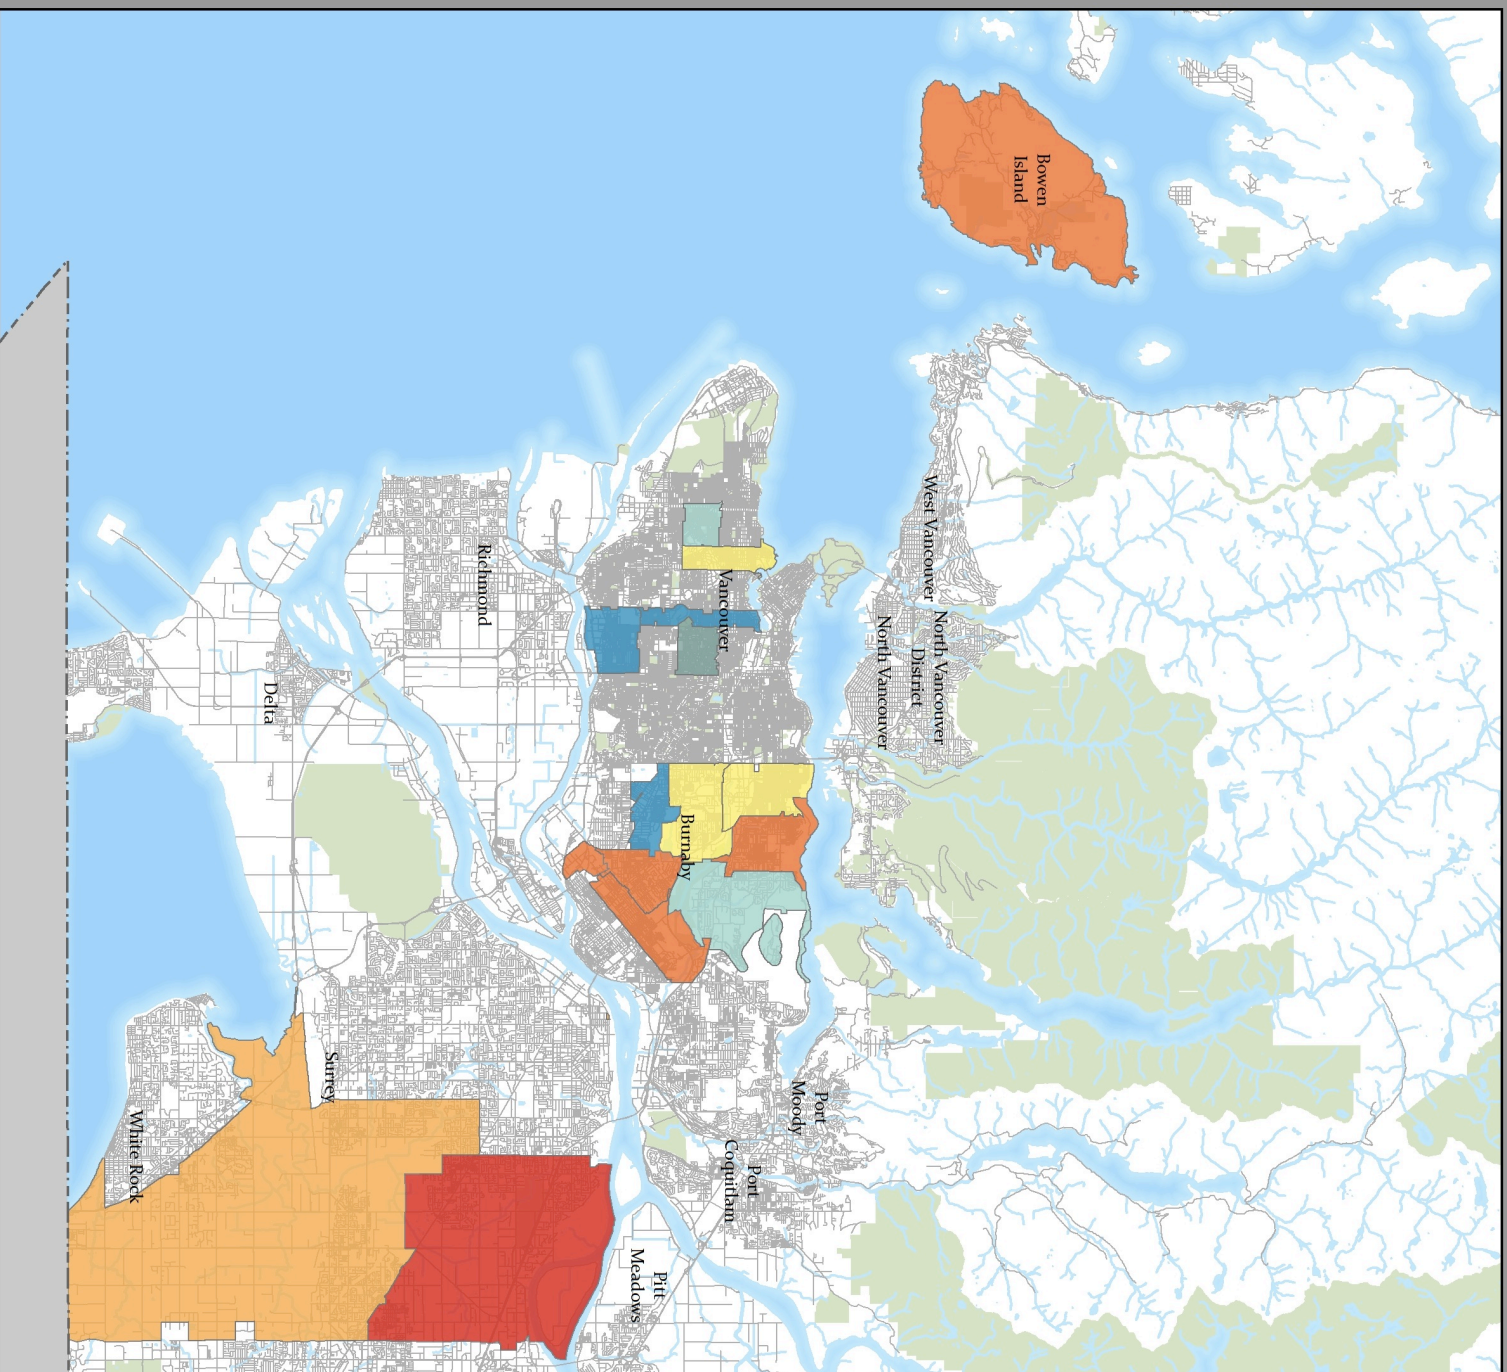 Bowen
Island
West Vancouver
North Vancouver
District
North Vancouver
Vancouver
Richmond
Burnaby
Delta
Port
Moody
Port
Coquitlam
Surrey
White Rock
Pitt
Meadows